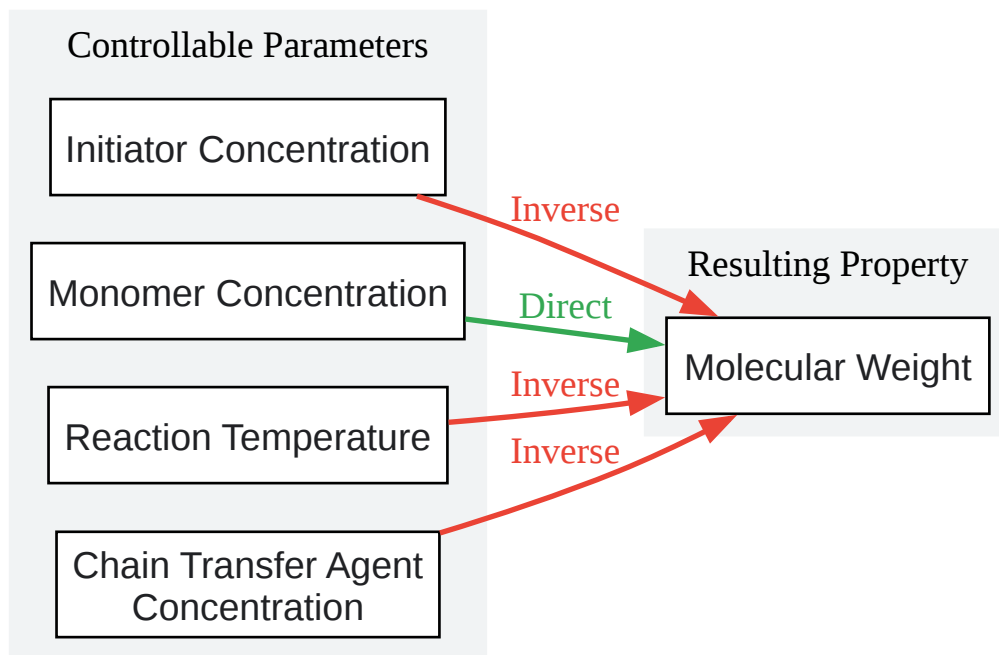 Controllable Parameters
Initiator Concentration
Inverse
Resulting Property
Monomer Concentration
Direct
Molecular Weight
Inverse
Reaction Temperature
Inverse
Chain Transfer Agent
Concentration